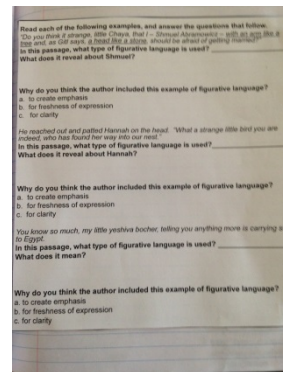 Read each of the following examples, and answer the questions that follow.
"Do you think it strange, little Chaya, that I – Shmuel Abramowicz – with an arm like a
tree and, as Gitl says, a head like a stone, should be afraid of getting married?"
In this passage, what type of figurative language is used?
What does it reveal about Shmuel?
Why do you think the author included this example of figurative language?
a. to create emphasis
b. for freshness of expression
c. for clarity
He reached out and patted Hannah on the head. "What a strange little bird you are
indeed, who has found her way into our nest."
In this passage, what type of figurative language is used?
What does it reveal about Hannah?
Why do you think the author included this example of figurative language?
a. to create emphasis
b. for freshness of expression
c. for clarity
You know so much, my little yeshiva bocher, telling you anything more is carrying s
to Egypt.
In this passage, what type of figurative language is used?
What does it mean?
Why do you think the author included this example of figurative language?
a. to create emphasis
b. for freshness of expression
c. for clarity